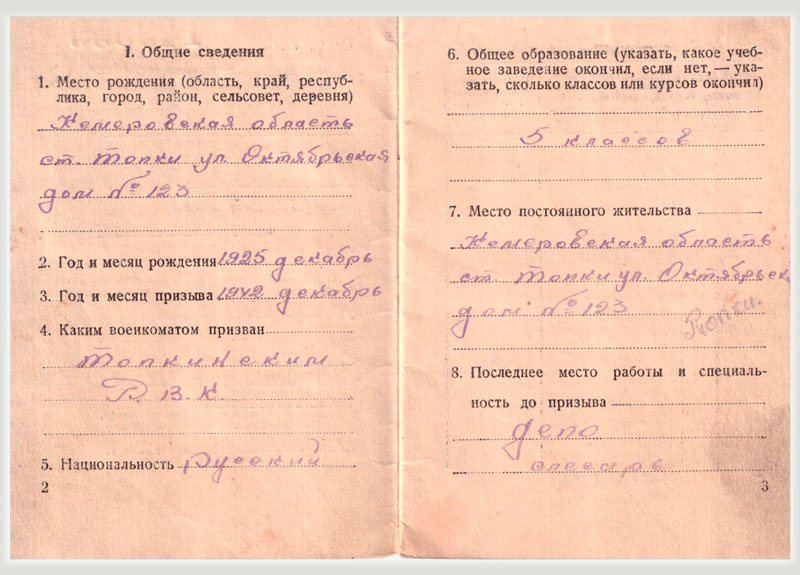 I. Общие сведения
1. Место рождения (область, край, респуб-
лика, город, район, сельсовет, деревня)
Кемеровская область
ст. Топки ул. Октябрьская
дом № 123
2. Год и месяц рождения 1925 декабрь
3. Год и месяц призыва 1942 декабрь
4. Каким военкоматом призван
Топкинским
Р.В.К
5. Национальность русский
2
6. Общее образование (указать, какое учеб-
ное заведение окончил, если нет, — ука-
зать, сколько классов или курсов окончил)
5 классов
7. Место постоянного жительства
Кемеровская область
ст. Топки ул. Октябрьск
дом № 123
8. Последнее место работы и специаль-
ность до призыва
депо
слесарь
3